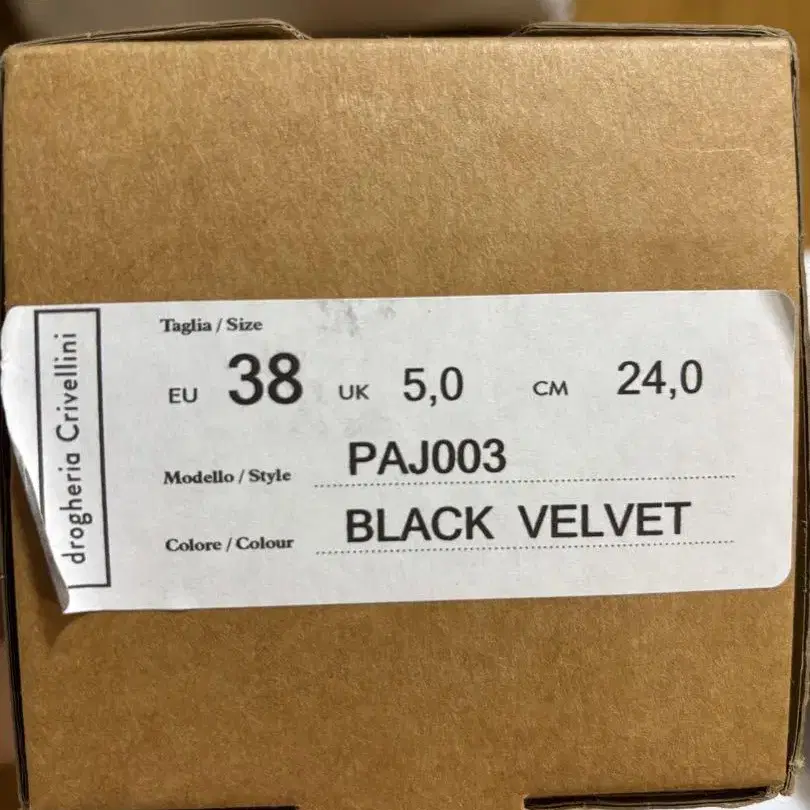 drogheria Crivellini
Taglia / Size
EU 38 UK 5,0 CM 24,0
Modello / Style PAJ003
Colore / Colour BLACK VELVET